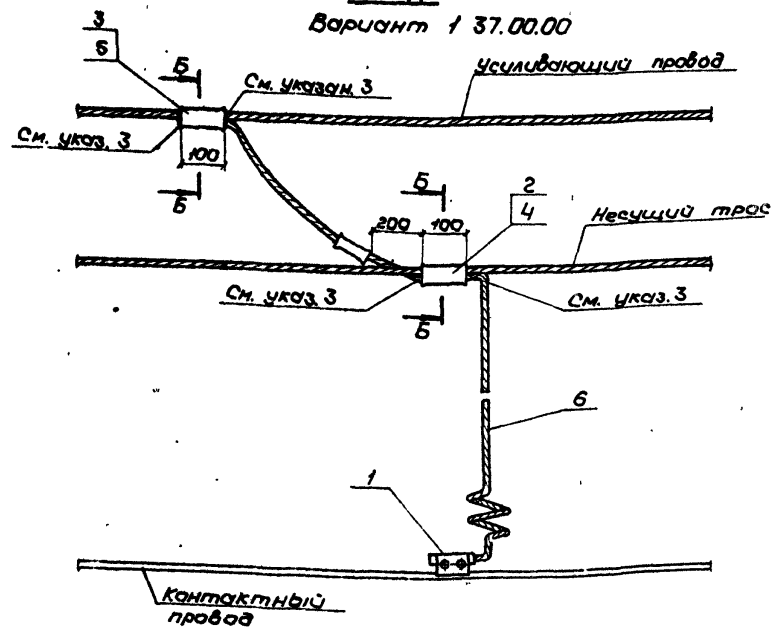 Вариант 1 37.00.00
3
5
Б
См. указан. 3
Усиливающий провод
См. указ. 3
100
Б
Б
2
4
200
100
Несущий трос
См. указ. 3
См. указ. 3
Б
6
1
Контактный
провод